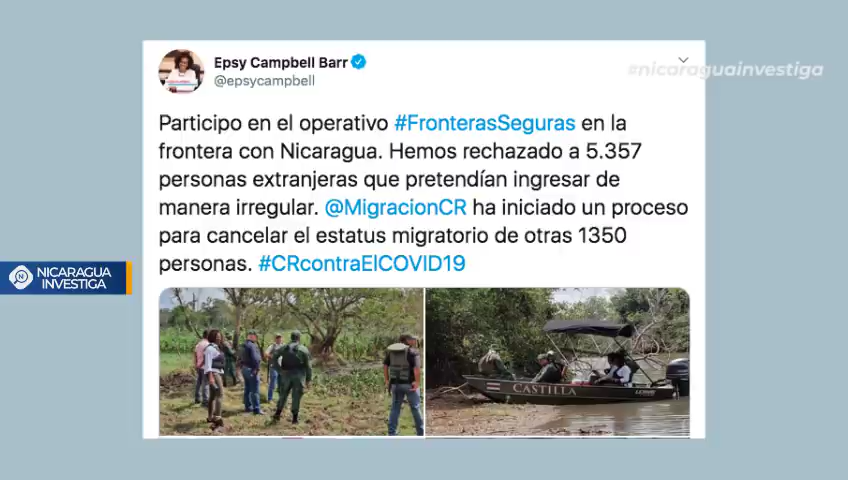 Epsy Campbell Barr
@epsycampbell
#nicaraguainvestiga
Participo en el operativo #FronterasSeguras en la
frontera con Nicaragua. Hemos rechazado a 5.357
personas extranjeras que pretendían ingresar de
manera irregular. @MigracionCR ha iniciado un proceso
para cancelar el estatus migratorio de otras 1350
personas. #CRcontraElCOVID19
NICARAGUA
INVESTIGA
CASTILLA